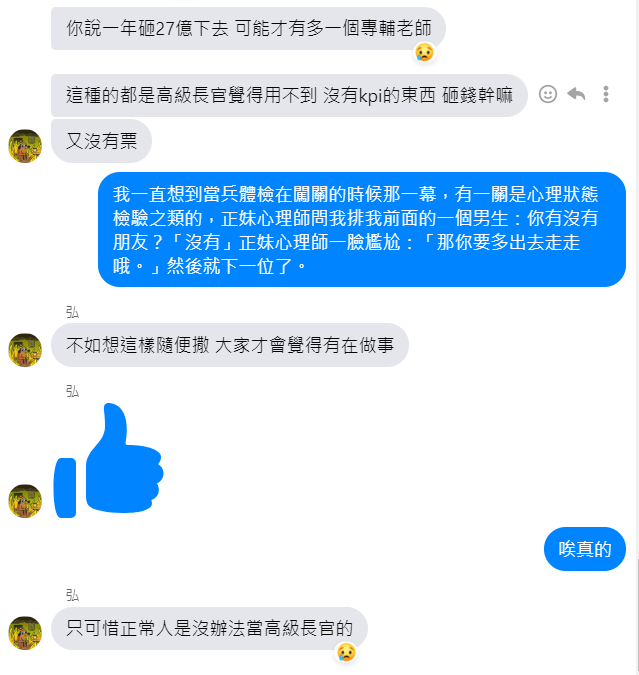 你說一年砸27億下去 可能才有多一個專輔老師
這種的都是高級長官覺得用不到 沒有kpi的東西 砸錢幹嘛
又沒有票
我一直想到當兵體檢在闖關的時候那一幕，有一關是心理狀態
檢驗之類的，正妹心理師問我排我前面的一個男生：你有沒有
朋友？「沒有」正妹心理師一臉尷尬：「那你要多出去走走
哦。」然後就下一位了。
弘
不如想這樣隨便撒 大家才會覺得有在做事
弘
唉真的
弘
只可惜正常人是沒辦法當高級長官的